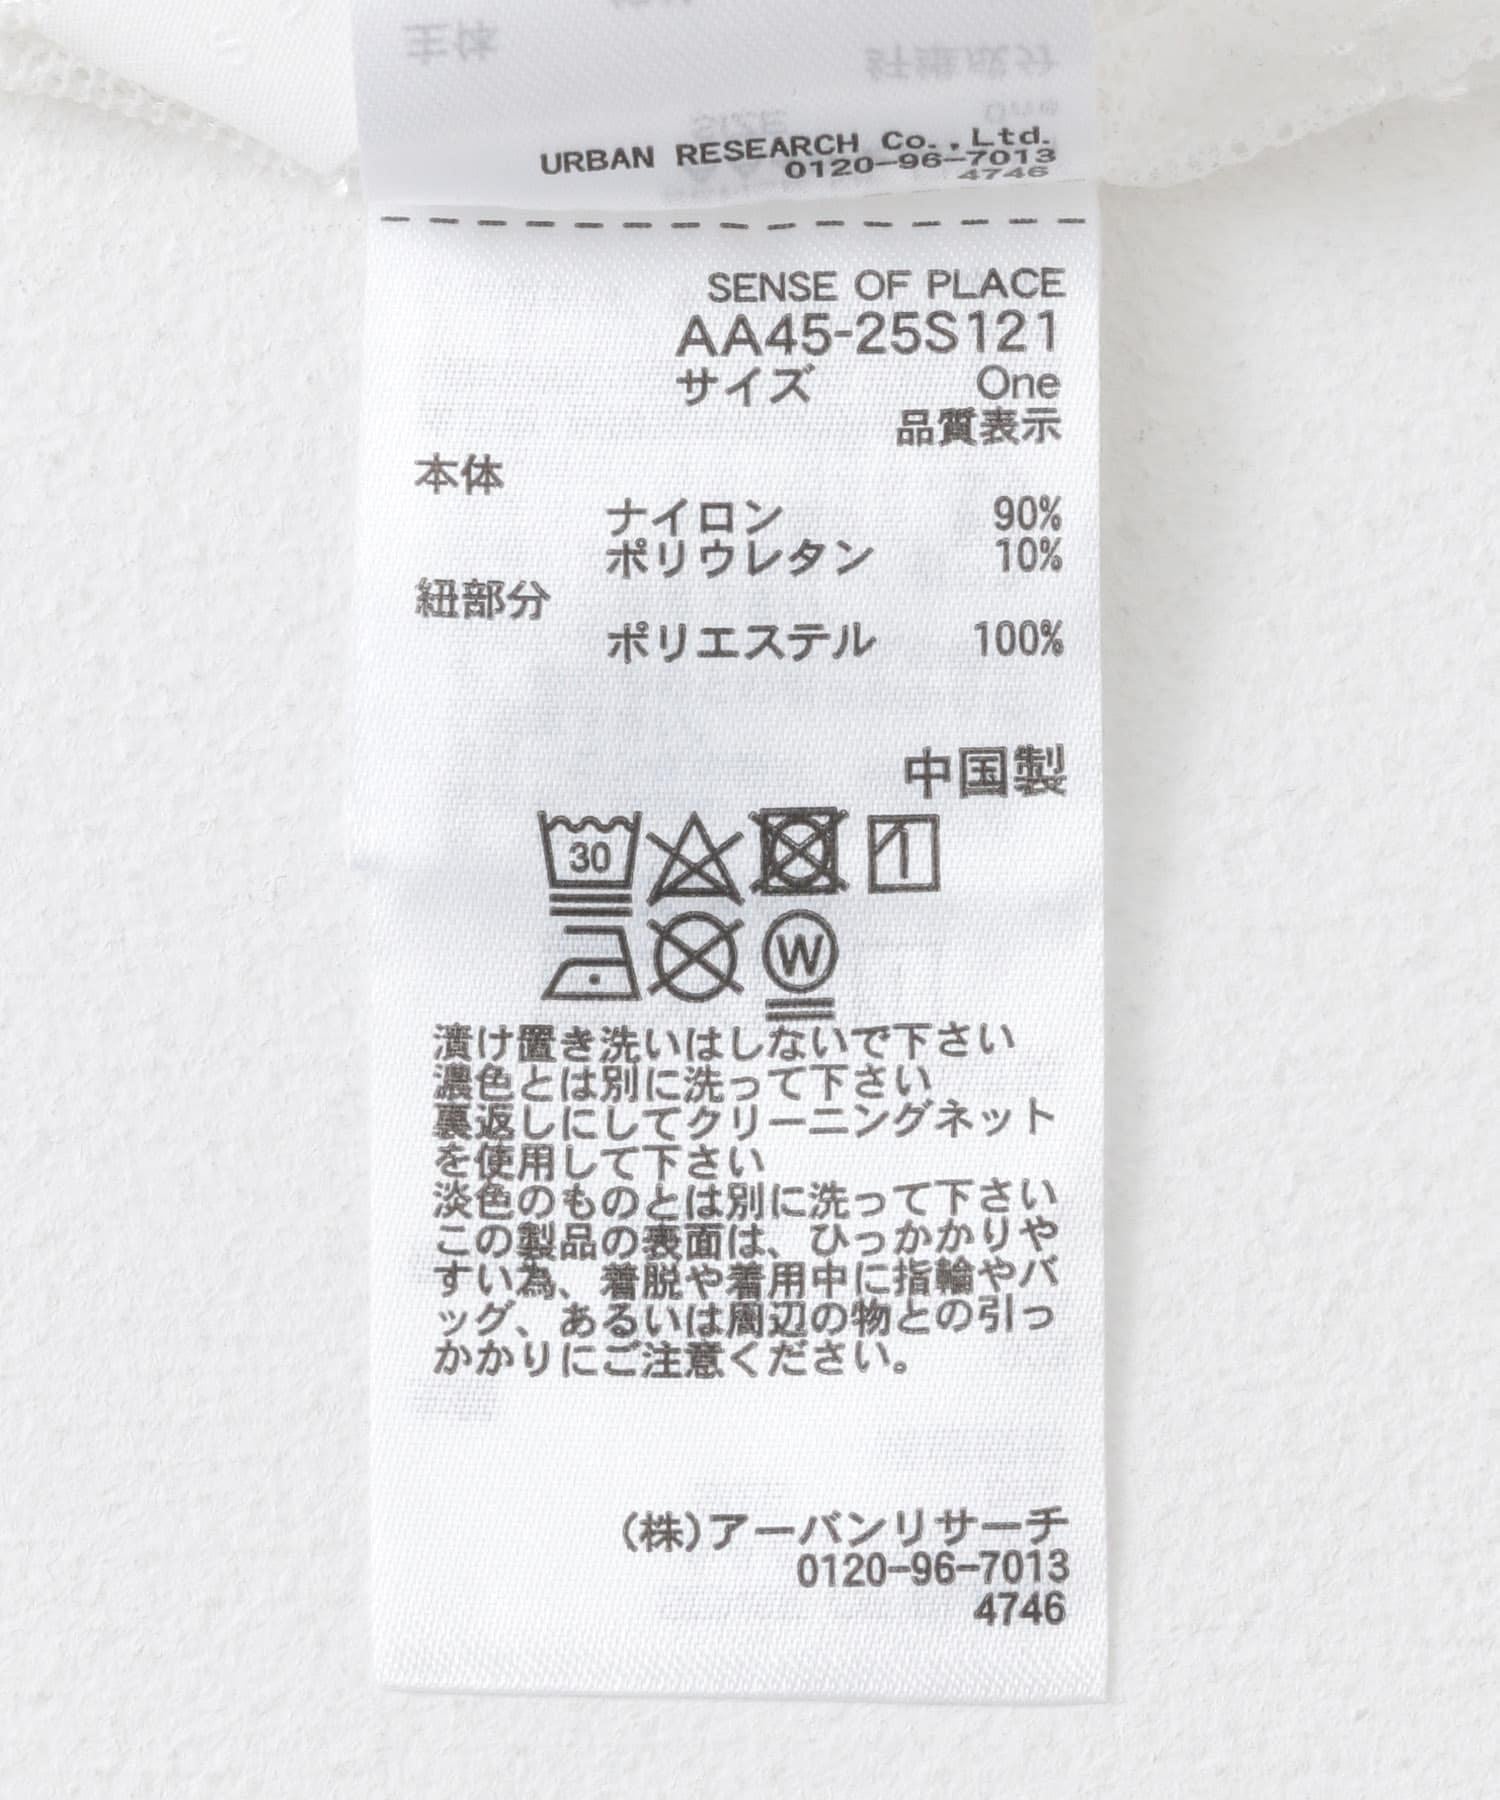 URBAN RESEARCH Co.,Ltd.
0120-96-7013
4746
SENSE OF PLACE
AA45-25S121
サイズ One
品質表示
本体
ナイロン 90%
ポリウレタン 10%
紐部分
ポリエステル 100%
中国製
30
1
W
漬け置き洗いはしないで下さい
濃色とは別に洗って下さい
裏返しにしてクリーニングネット
を使用して下さい
淡色のものとは別に洗って下さい
この製品の表面は、ひっかかりや
すい為、着脱や着用中に指輪やバ
ッグ、あるいは周辺の物との引っ
かかりにご注意ください。
(株)アーバンリサーチ
0120-96-7013
4746